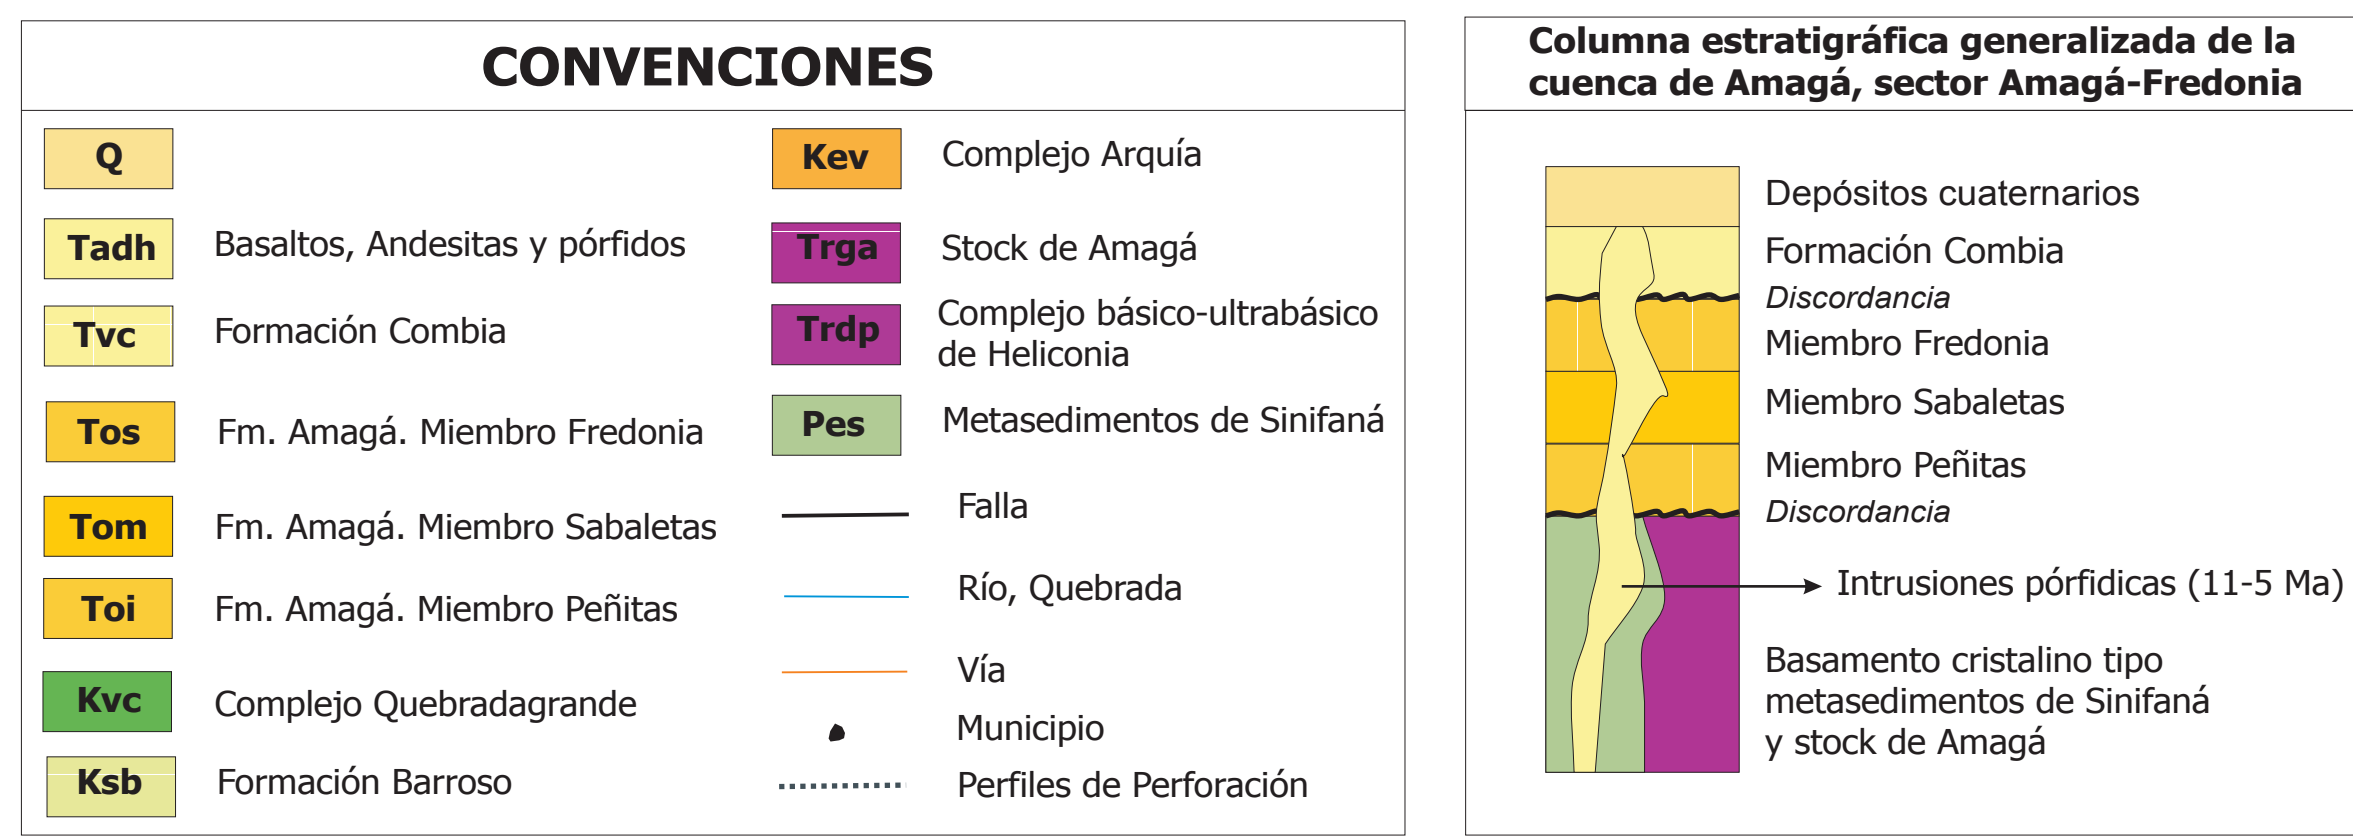 CONVENCIONES
Q
Tadh
Basaltos, Andesitas y pórfidos
Tvc
Formación Combia
Tos
Fm. Amagá. Miembro Fredonia
Tom
Fm. Amagá. Miembro Sabaletas
Toi
Fm. Amagá. Miembro Peñitas
Kvc
Complejo Quebradagrande
Ksb
Formación Barroso
Kev
Complejo Arquía
Trga
Stock de Amagá
Trdp
Complejo básico-ultrabásico
de Heliconia
Pes
Metasedimentos de Sinifaná
Falla
Río, Quebrada
Vía
Municipio
Perfiles de Perforación
Columna estratigráfica generalizada de la
cuenca de Amagá, sector Amagá-Fredonia
Depósitos cuaternarios
Formación Combia
Discordancia
Miembro Fredonia
Miembro Sabaletas
Miembro Peñitas
Discordancia
Intrusiones pórfidicas (11-5 Ma)
Basamento cristalino tipo
metasedimentos de Sinifaná
y stock de Amagá